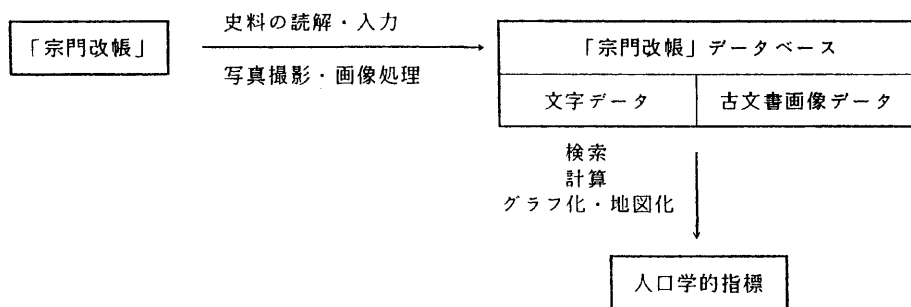 「宗門改帳」
史料の読解・入力
写真撮影・画像処理
「宗門改帳」データベース
文字データ
古文書画像データ
検索
計算
グラフ化・地図化
人口学的指標